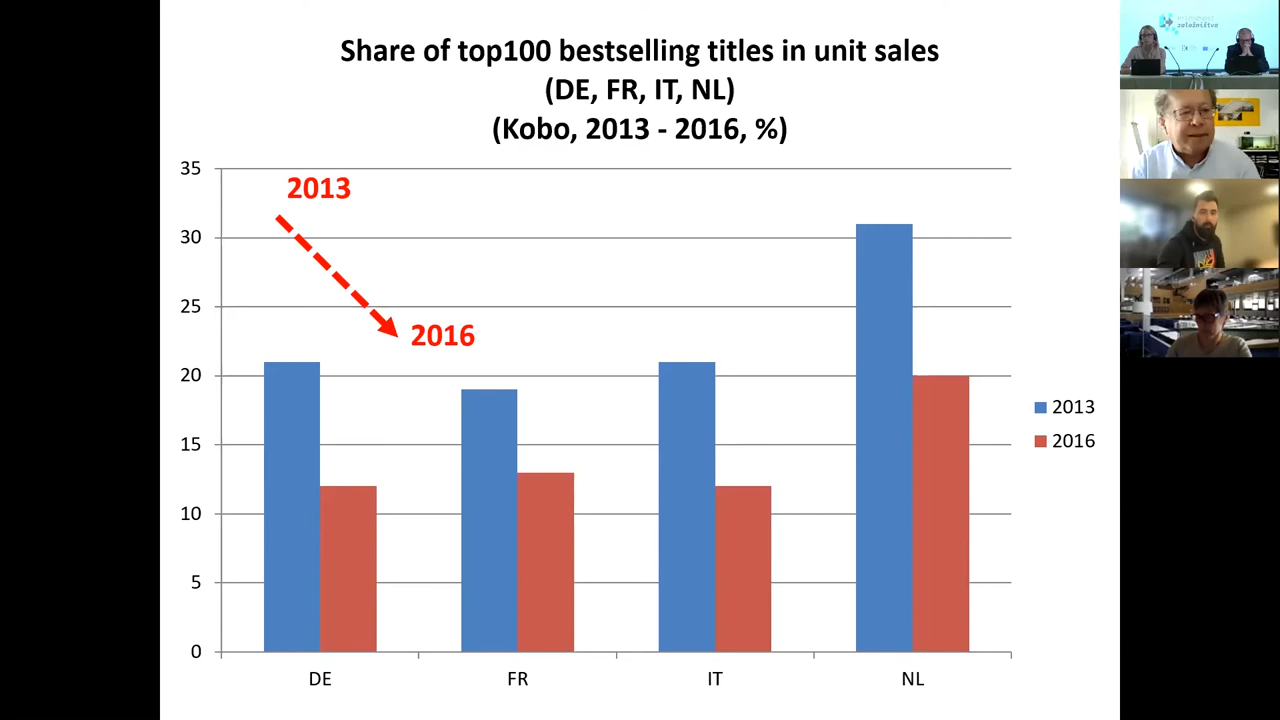 Share of top100 bestselling titles in unit sales
(DE, FR, IT, NL)
(Kobo, 2013 - 2016, %)
35
30
25
20
15
10
5
0
2013
2016
DE
FR
IT
NL
2013
2016
založništva